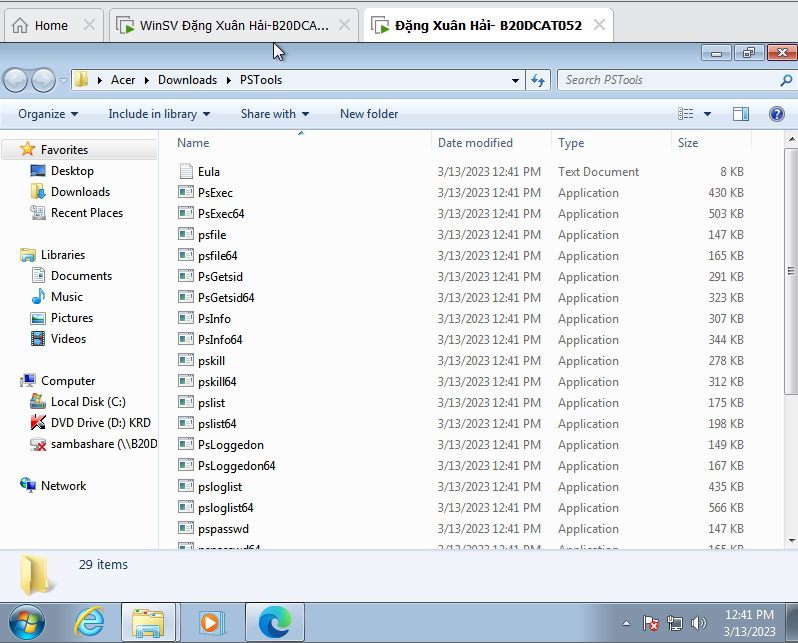 Home
WinSV Đặng Xuân Hải-B20DCA...
Đặng Xuân Hải- B20DCAT052
Acer Downloads PSTools
Search PSTools
Organize Include in library Share with New folder
Name Date modified Type Size
Favorites
Desktop
Downloads
Recent Places
Libraries
Documents
Music
Pictures
Videos
Computer
Local Disk (C:)
DVD Drive (D:) KRD
sambashare (\\B20D
Network
Eula 3/13/2023 12:41 PM Text Document 8 KB
PsExec 3/13/2023 12:41 PM Application 430 KB
PsExec64 3/13/2023 12:41 PM Application 503 KB
psfile 3/13/2023 12:41 PM Application 147 KB
psfile64 3/13/2023 12:41 PM Application 165 KB
PsGetsid 3/13/2023 12:41 PM Application 291 KB
PsGetsid64 3/13/2023 12:41 PM Application 323 KB
PsInfo 3/13/2023 12:41 PM Application 307 KB
PsInfo64 3/13/2023 12:41 PM Application 344 KB
pskill 3/13/2023 12:41 PM Application 278 KB
pskill64 3/13/2023 12:41 PM Application 312 KB
pslist 3/13/2023 12:41 PM Application 175 KB
pslist64 3/13/2023 12:41 PM Application 198 KB
PsLoggedon 3/13/2023 12:41 PM Application 149 KB
PsLoggedon64 3/13/2023 12:41 PM Application 167 KB
psloglist 3/13/2023 12:41 PM Application 435 KB
psloglist64 3/13/2023 12:41 PM Application 566 KB
pspasswd 3/13/2023 12:41 PM Application 147 KB
pspasswd64 3/13/2023 12:41 PM Application 165 KB
29 items
12:41 PM
3/13/2023